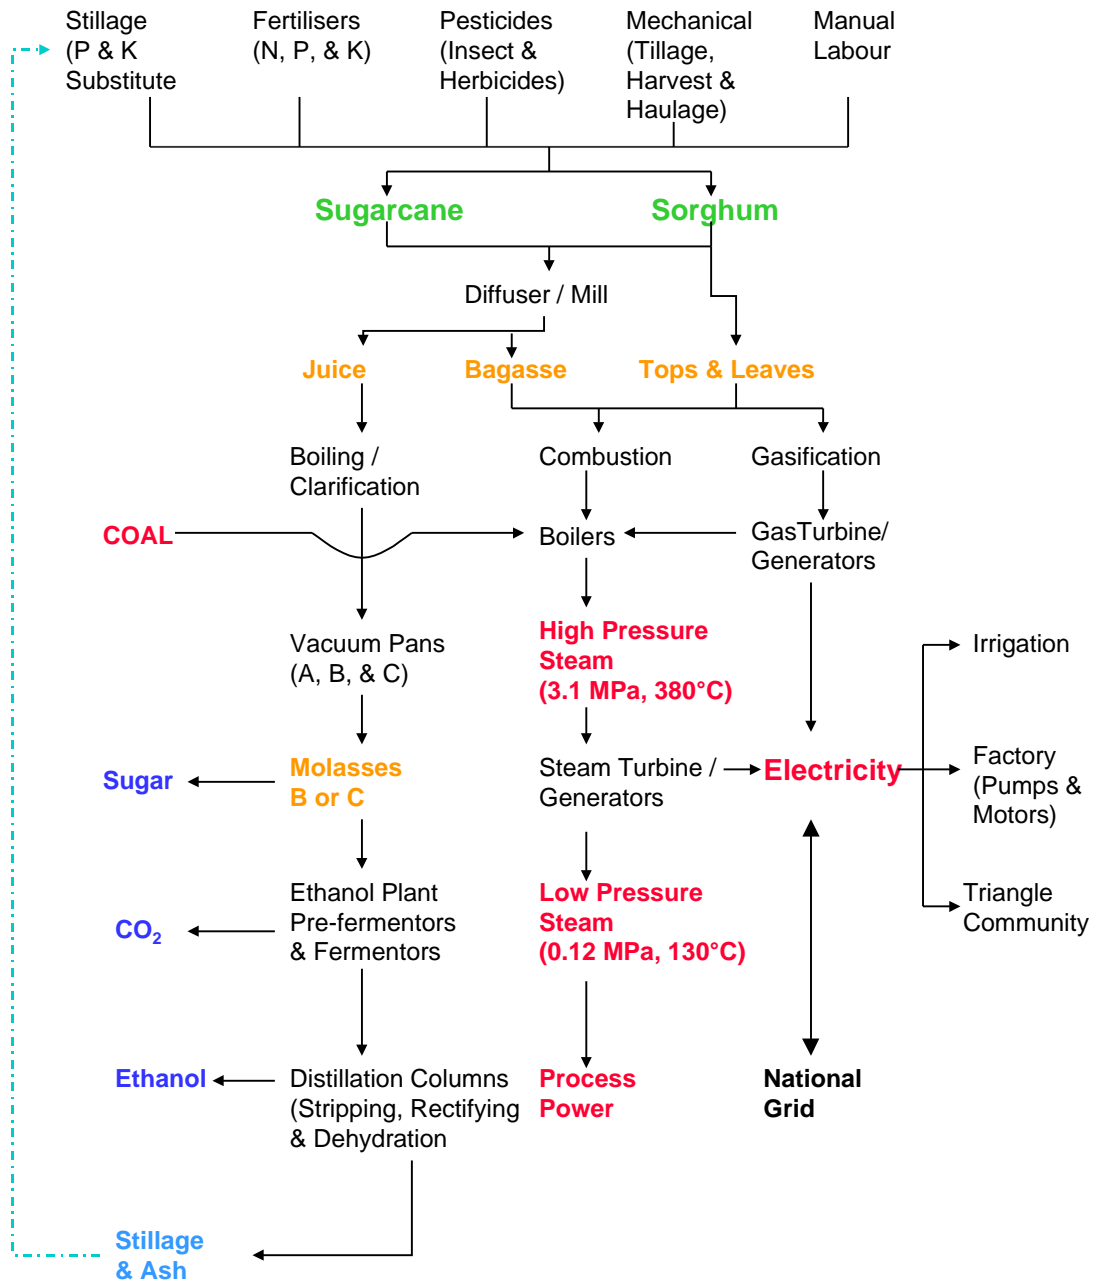 Stillage
(P & K
Substitute
Fertilisers
(N, P, & K)
Pesticides
(Insect &
Herbicides)
Mechanical
(Tillage,
Harvest &
Haulage)
Manual
Labour
Sugarcane
Sorghum
Diffuser / Mill
Juice
Bagasse
Tops & Leaves
Boiling /
Clarification
Combustion
Gasification
COAL
Boilers
GasTurbine/
Generators
Vacuum Pans
(A, B, & C)
High Pressure
Steam
(3.1 MPa, 380°C)
Irrigation
Sugar
Molasses
B or C
Steam Turbine /
Generators
Electricity
Factory
(Pumps &
Motors)
CO2
Ethanol Plant
Pre-fermentors
& Fermentors
Low Pressure
Steam
(0.12 MPa, 130°C)
Triangle
Community
Ethanol
Distillation Columns
(Stripping, Rectifying
& Dehydration
Process
Power
National
Grid
Stillage
& Ash